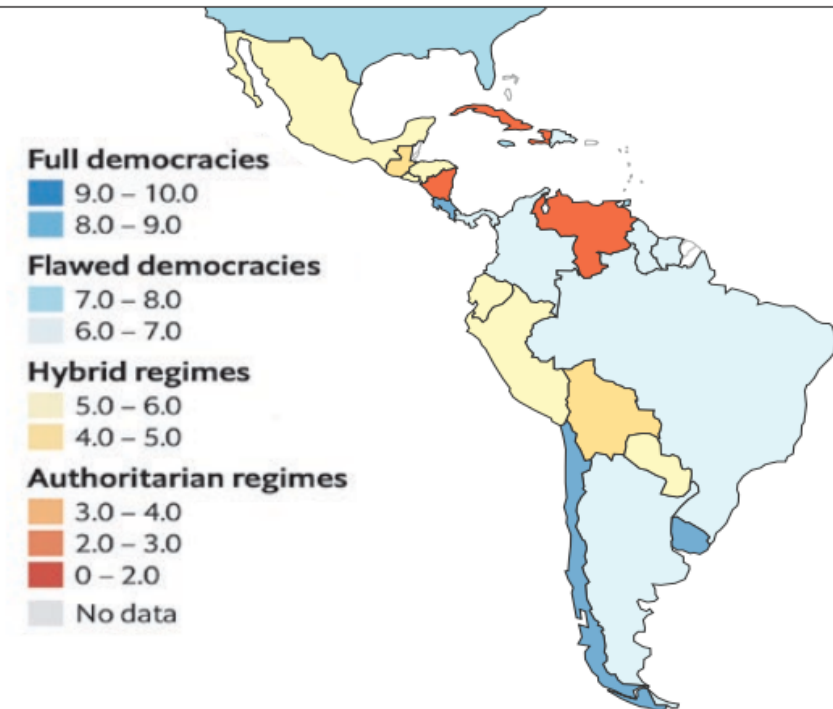 Full democracies
9.0 – 10.0
8.0 – 9.0
Flawed democracies
7.0 – 8.0
6.0 – 7.0
Hybrid regimes
5.0 – 6.0
4.0 – 5.0
Authoritarian regimes
3.0 – 4.0
2.0 – 3.0
0 – 2.0
No data